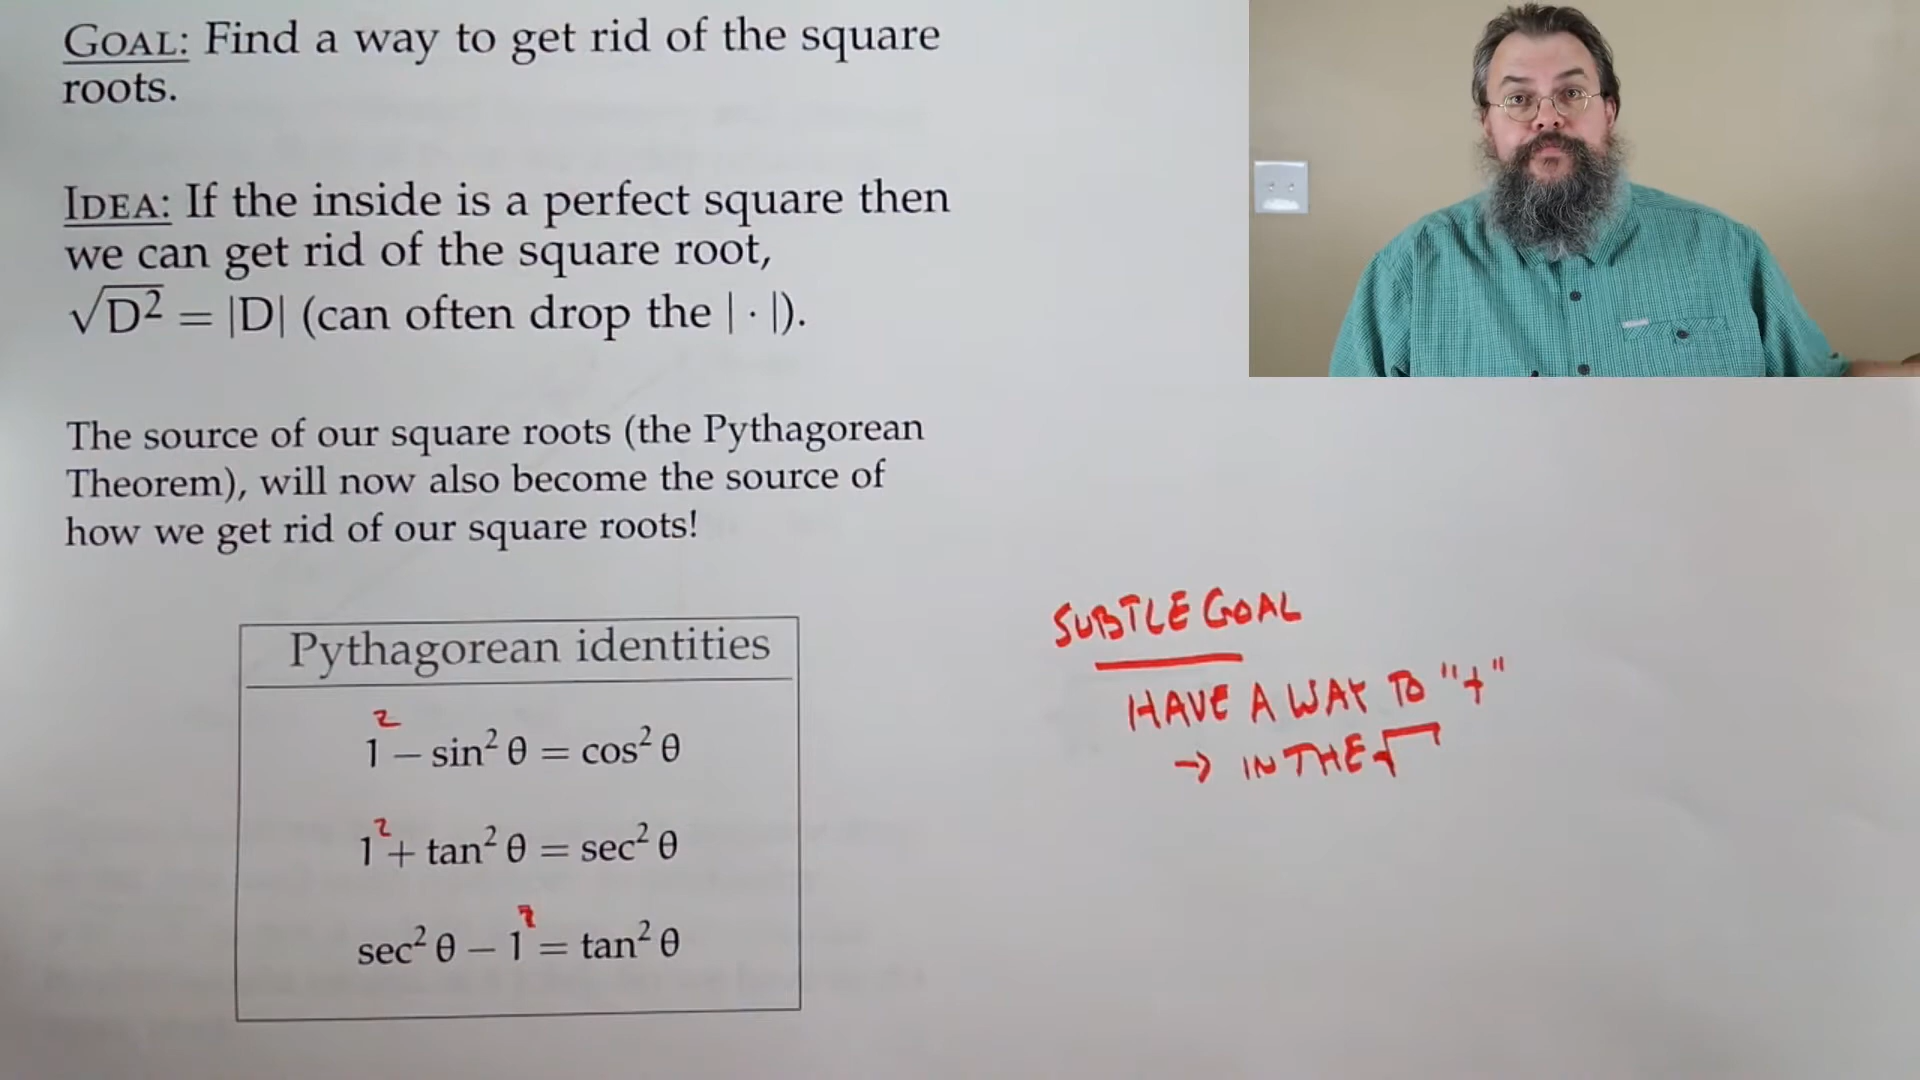 GOAL: Find a way to get rid of the square
roots.
IDEA: If the inside is a perfect square then
we can get rid of the square root,
√D² = |D| (can often drop the | · |).
The source of our square roots (the Pythagorean
Theorem), will now also become the source of
how we get rid of our square roots!
Pythagorean identities
1² − sin² θ = cos² θ
1² + tan² θ = sec² θ
sec² θ − 1² = tan² θ
SUBTLE GOAL
HAVE A WAY TO "+"
→ IN THE √